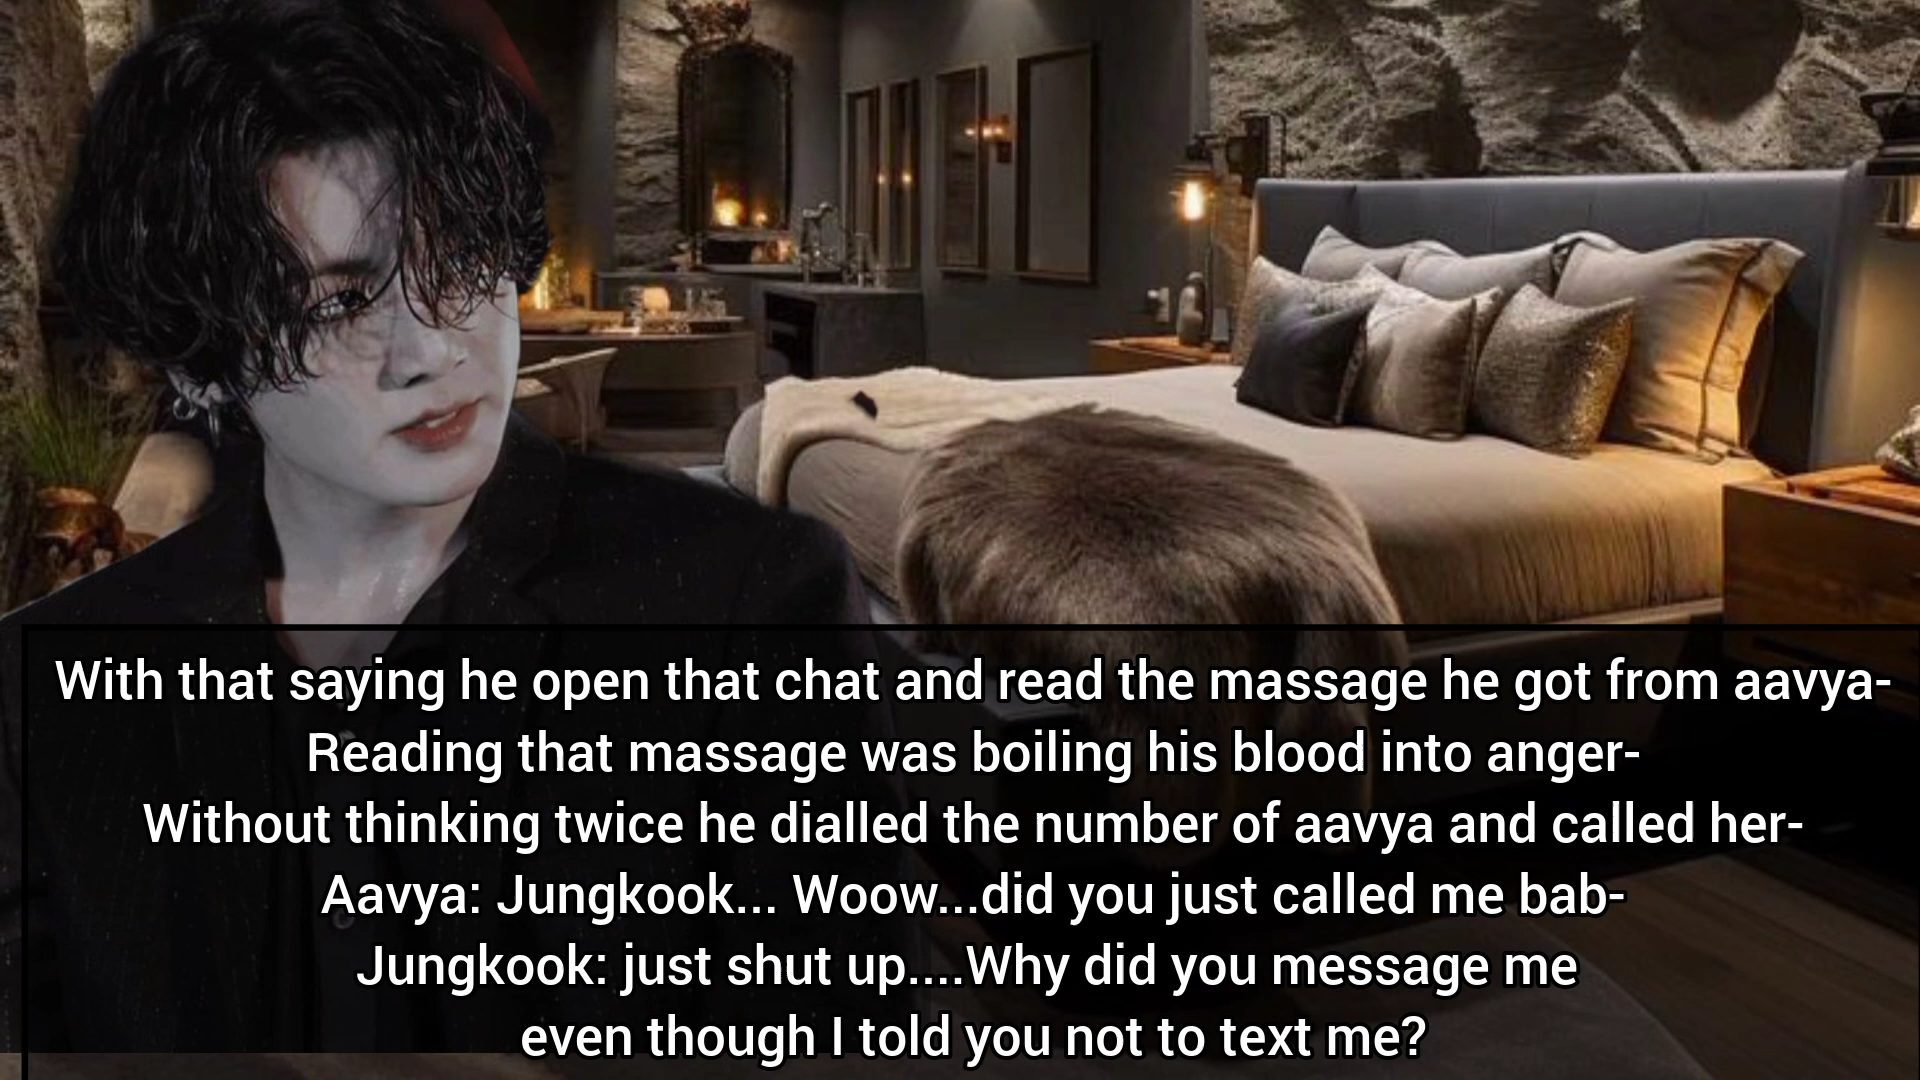 With that saying he open that chat and read the massage he got from aavya-
Reading that massage was boiling his blood into anger-
Without thinking twice he dialled the number of aavya and called her-
Aavya: Jungkook... Woow...did you just called me bab-
Jungkook: just shut up....Why did you message me
even though I told you not to text me?